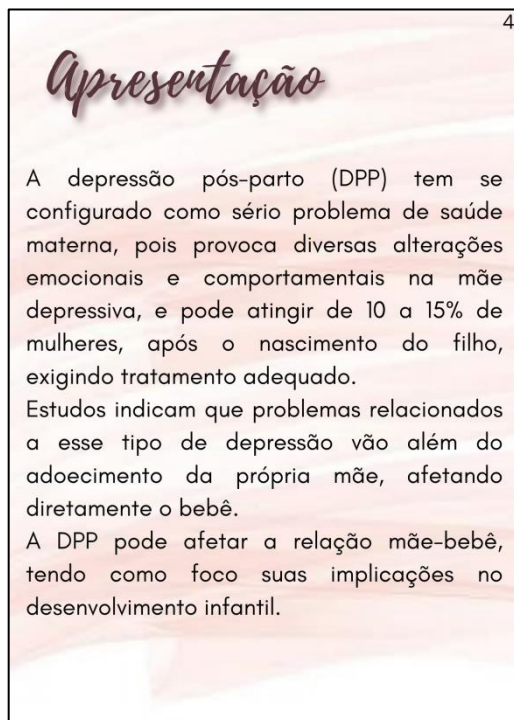 4
Apresentação
A depressão pós-parto (DPP) tem se
configurado como sério problema de saúde
materna, pois provoca diversas alterações
emocionais e comportamentais na mãe
depressiva, e pode atingir de 10 a 15% de
mulheres, após o nascimento do filho,
exigindo tratamento adequado.
Estudos indicam que problemas relacionados
a esse tipo de depressão vão além do
adoecimento da própria mãe, afetando
diretamente o bebê.
A DPP pode afetar a relação mãe-bebê,
tendo como foco suas implicações no
desenvolvimento infantil.